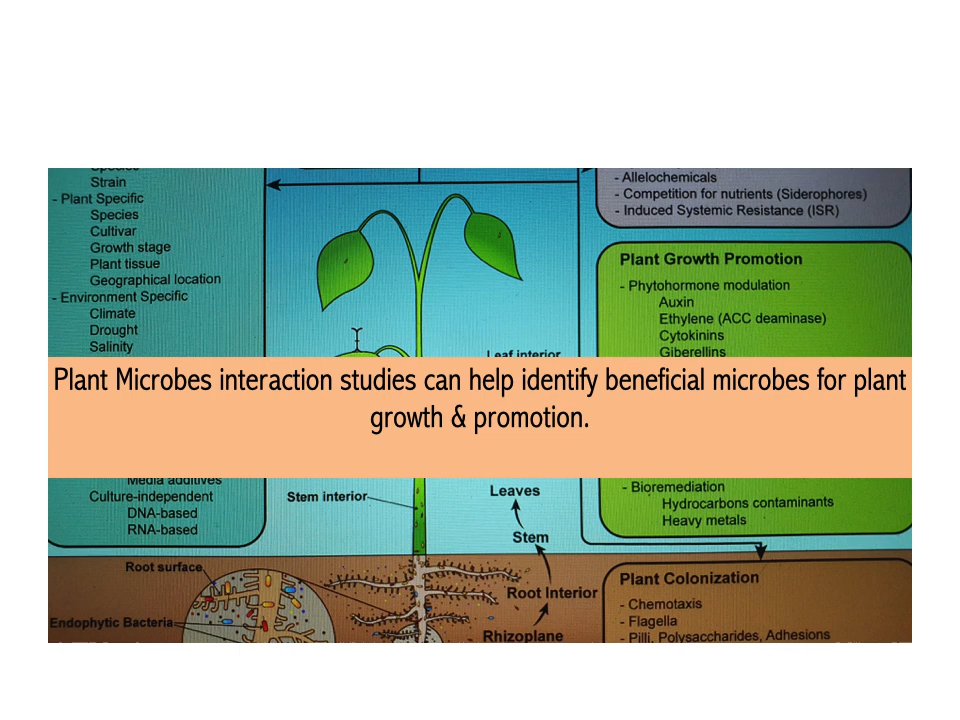 Species
Strain
- Plant Specific
Species
Cultivar
Growth stage
Plant tissue
Geographical location
- Environment Specific
Climate
Drought
Salinity
- Allelochemicals
- Competition for nutrients (Siderophores)
- Induced Systemic Resistance (ISR)
Plant Growth Promotion
- Phytohormone modulation
Auxin
Ethylene (ACC deaminase)
Cytokinins
Giberellins
Leaf interior
Plant Microbes interaction studies can help identify beneficial microbes for plant
growth & promotion.
Media additives
Culture-independent
DNA-based
RNA-based
Stem interior
Leaves
Stem
Root Interior
Rhizoplane
- Bioremediation
Hydrocarbons contaminants
Heavy metals
Root surface
Endophytic Bacteria
Plant Colonization
- Chemotaxis
- Flagella
- Pilli, Polysaccharides, Adhesions